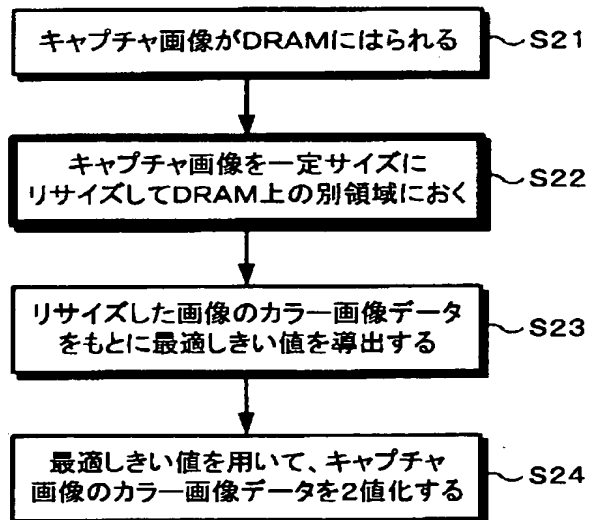 キャプチャ画像がDRAMにはられる
S21
キャプチャ画像を一定サイズに
リサイズしてDRAM上の別領域におく
S22
リサイズした画像のカラー画像データ
をもとに最適しきい値を導出する
S23
最適しきい値を用いて、キャプチャ
画像のカラー画像データを2値化する
S24